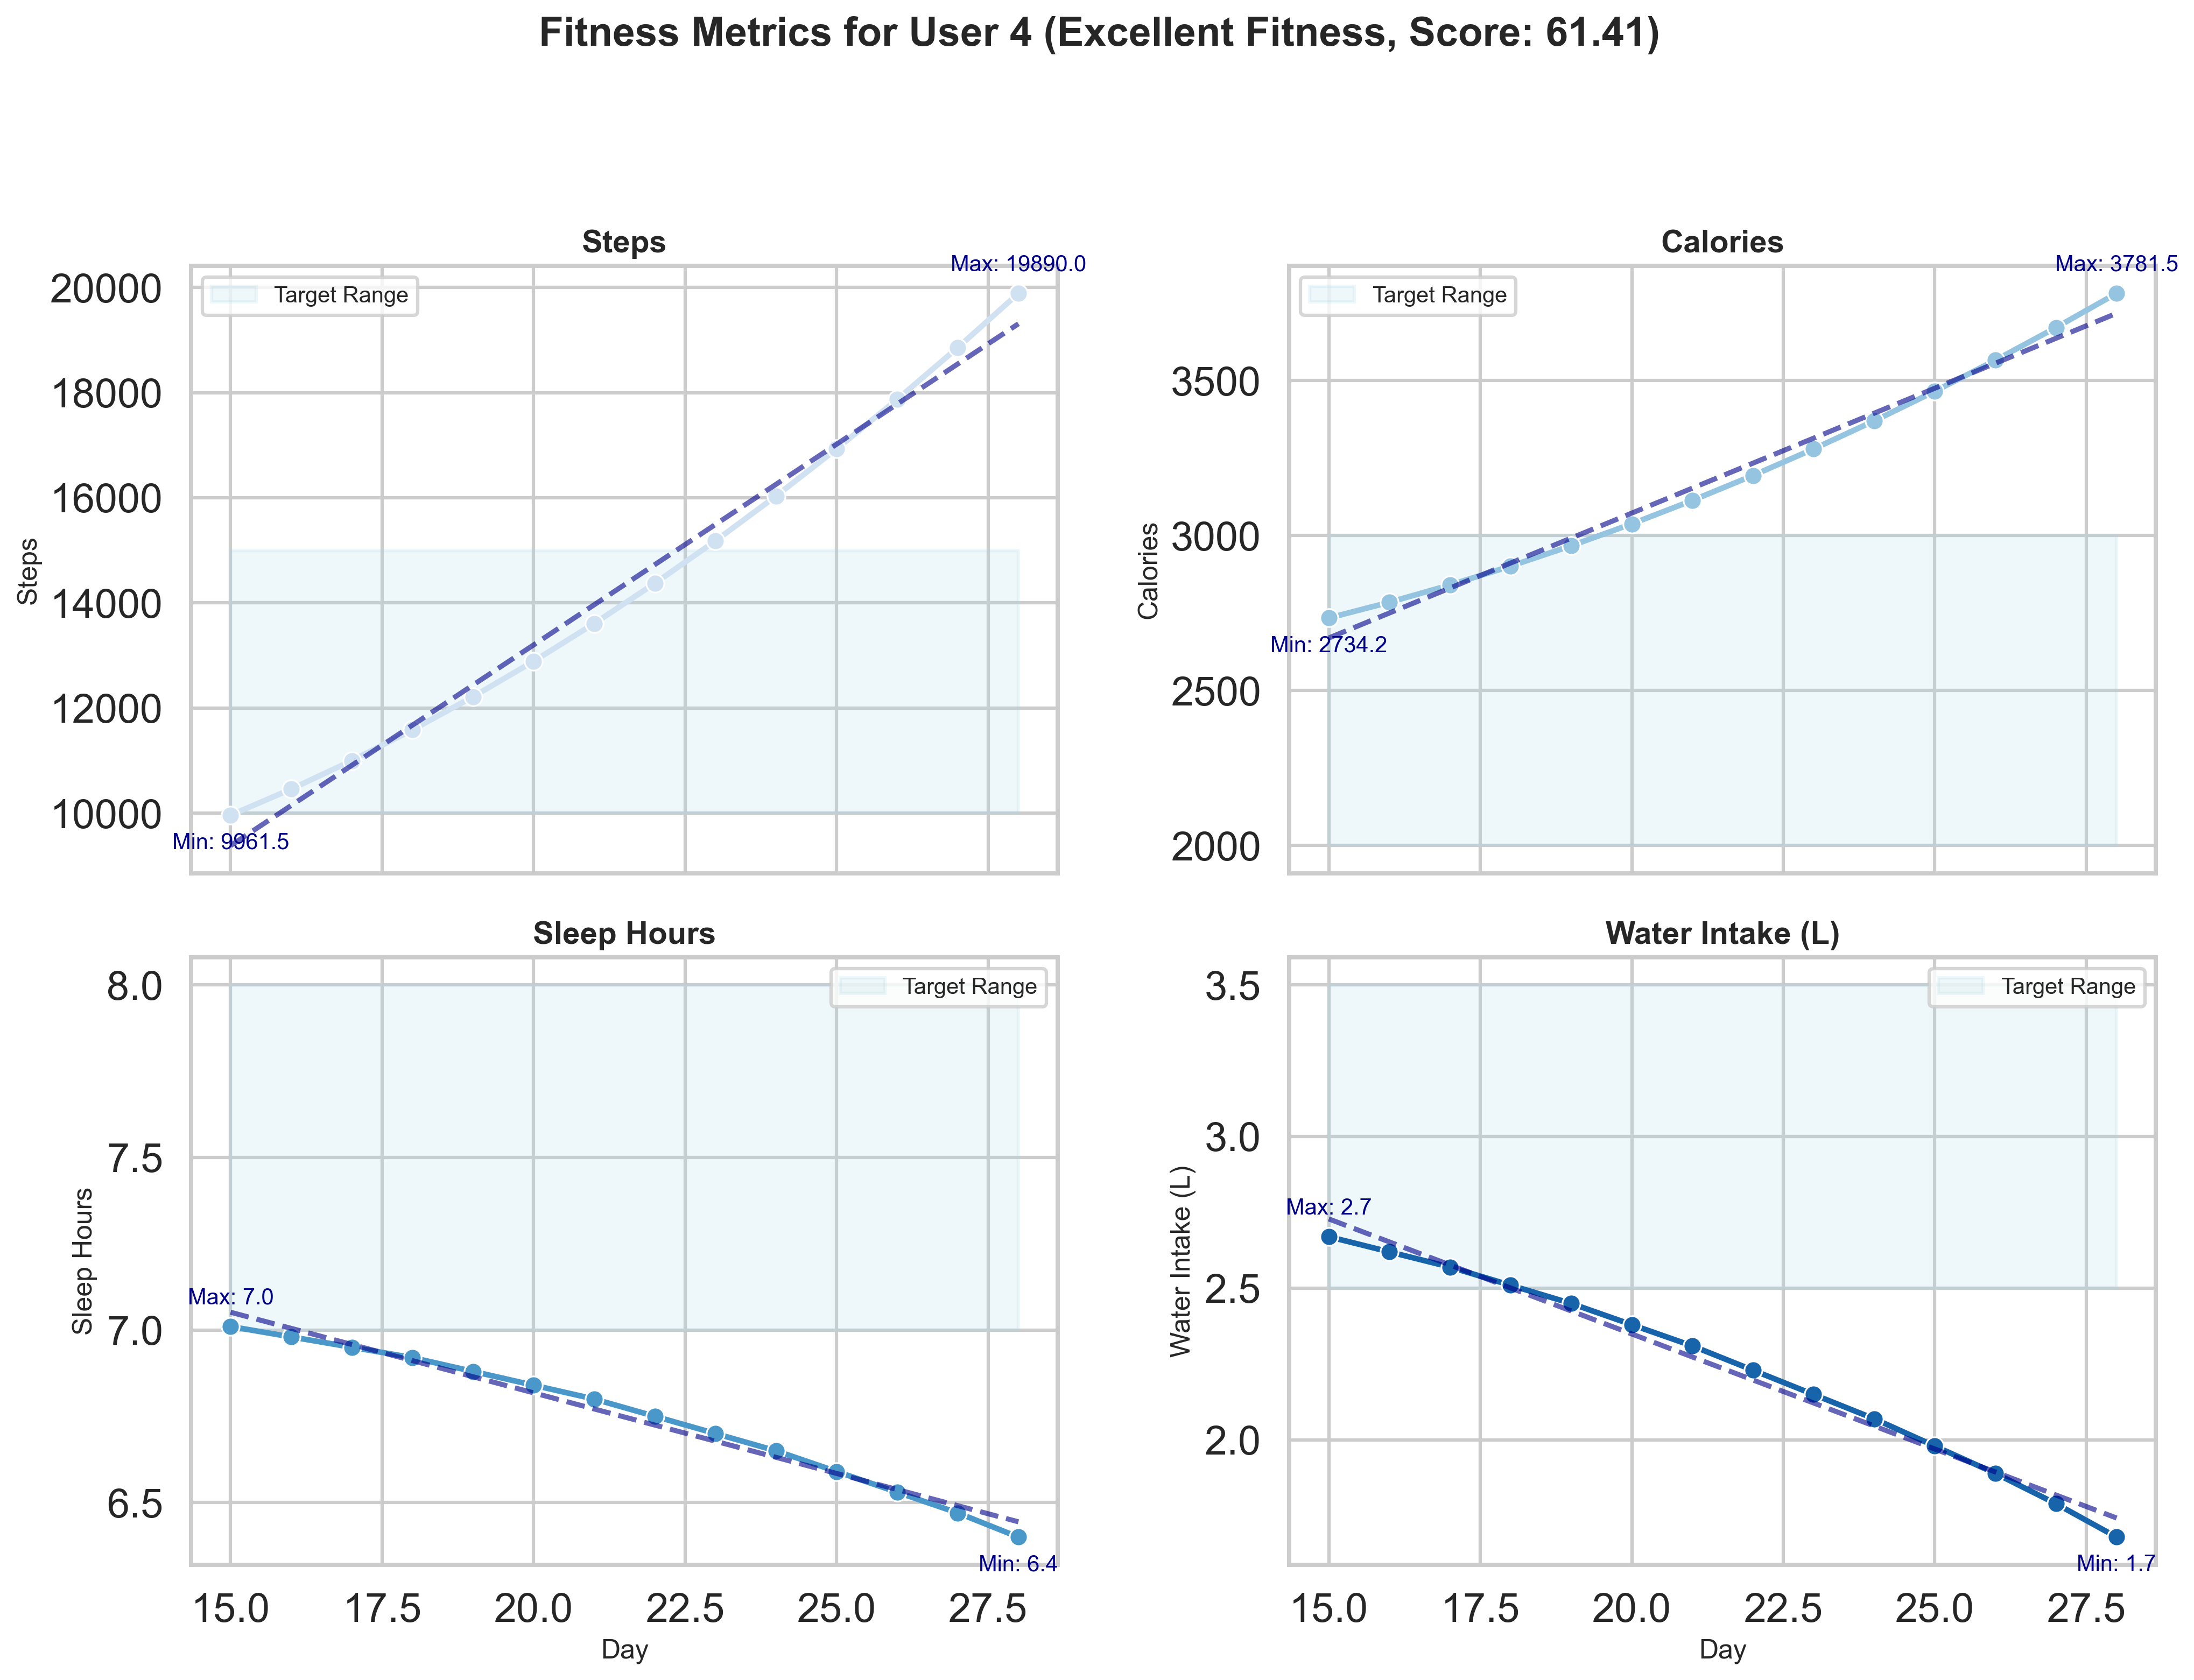 Fitness Metrics for User 4 (Excellent Fitness, Score: 61.41)
Steps
Max: 19890.0
Target Range
20000
18000
16000
14000
12000
10000
Steps
Min: 9961.5
Calories
Max: 3781.5
Target Range
3500
3000
2500
2000
Calories
Min: 2734.2
Sleep Hours
Target Range
8.0
7.5
7.0
6.5
Sleep Hours
Max: 7.0
Min: 6.4
15.0 17.5 20.0 22.5 25.0 27.5
Day
Water Intake (L)
Target Range
3.5
3.0
2.5
2.0
Water Intake (L)
Max: 2.7
Min: 1.7
15.0 17.5 20.0 22.5 25.0 27.5
Day